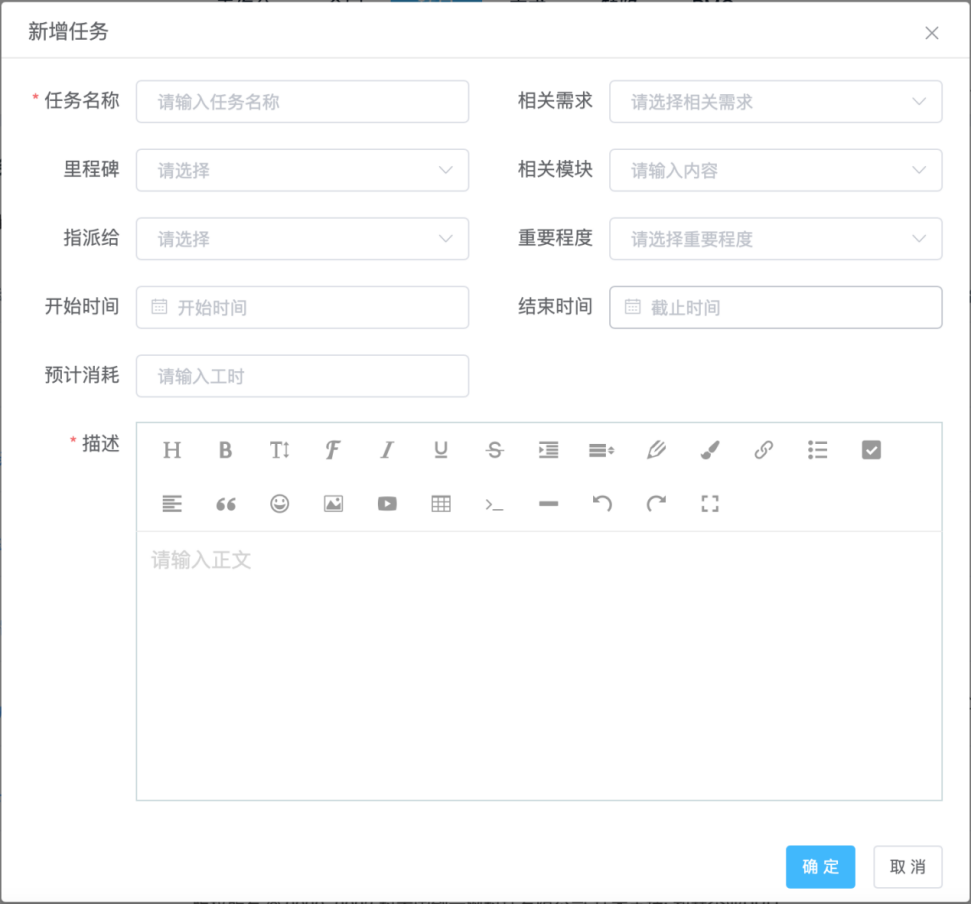 新增任务
* 任务名称 请输入任务名称 相关需求 请选择相关需求
里程碑 请选择 相关模块 请输入内容
指派给 请选择 重要程度 请选择重要程度
开始时间 开始时间 结束时间 截止时间
预计消耗 请输入工时
* 描述
请输入正文
确定 取消